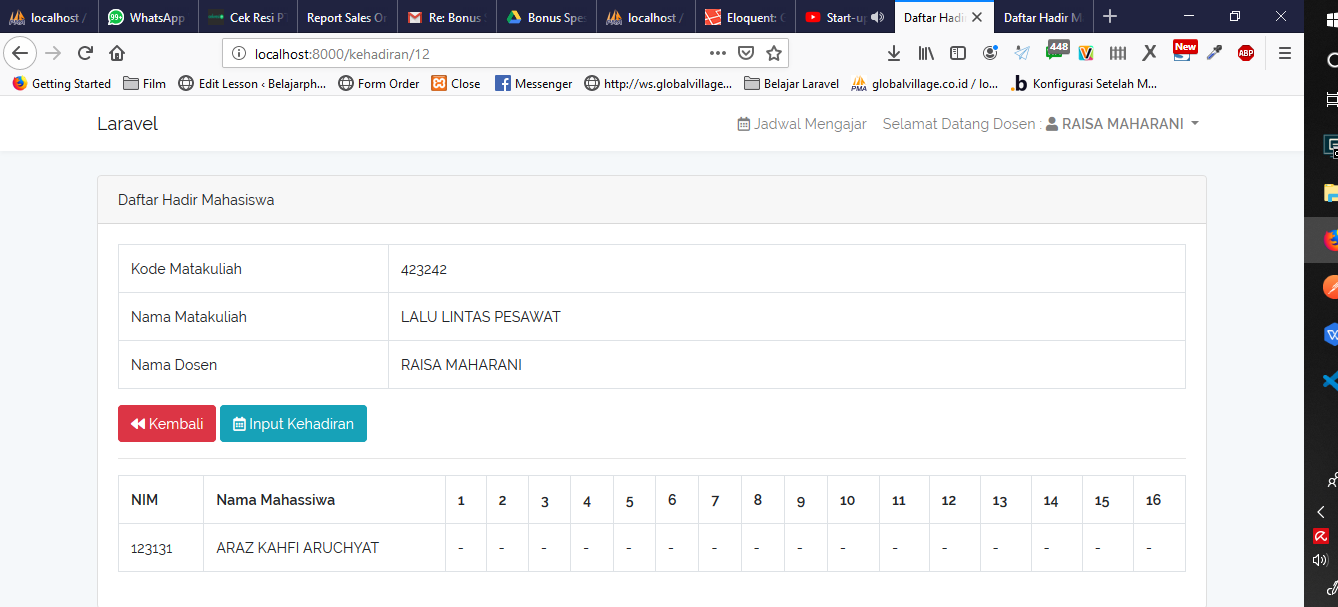 localhost / WhatsApp Cek Resi P Report Sales Or Re: Bonus Bonus Spe localhost / Eloquent: Start-up Daftar Hadi Daftar Hadir M
99+
localhost:8000/kehadiran/12
448
New
ABP
Getting Started Film Edit Lesson ‹ Belajarph... Form Order Close Messenger http://ws.globalvillage... Belajar Laravel globalvillage.co.id / lo... Konfigurasi Setelah M...
Laravel Jadwal Mengajar Selamat Datang Dosen : RAISA MAHARANI
Daftar Hadir Mahasiswa
Kode Matakuliah 423242
Nama Matakuliah LALU LINTAS PESAWAT
Nama Dosen RAISA MAHARANI
Kembali Input Kehadiran
NIM Nama Mahassiwa 1 2 3 4 5 6 7 8 9 10 11 12 13 14 15 16
123131 ARAZ KAHFI ARUCHYAT - - - - - - - - - - - - - - - -